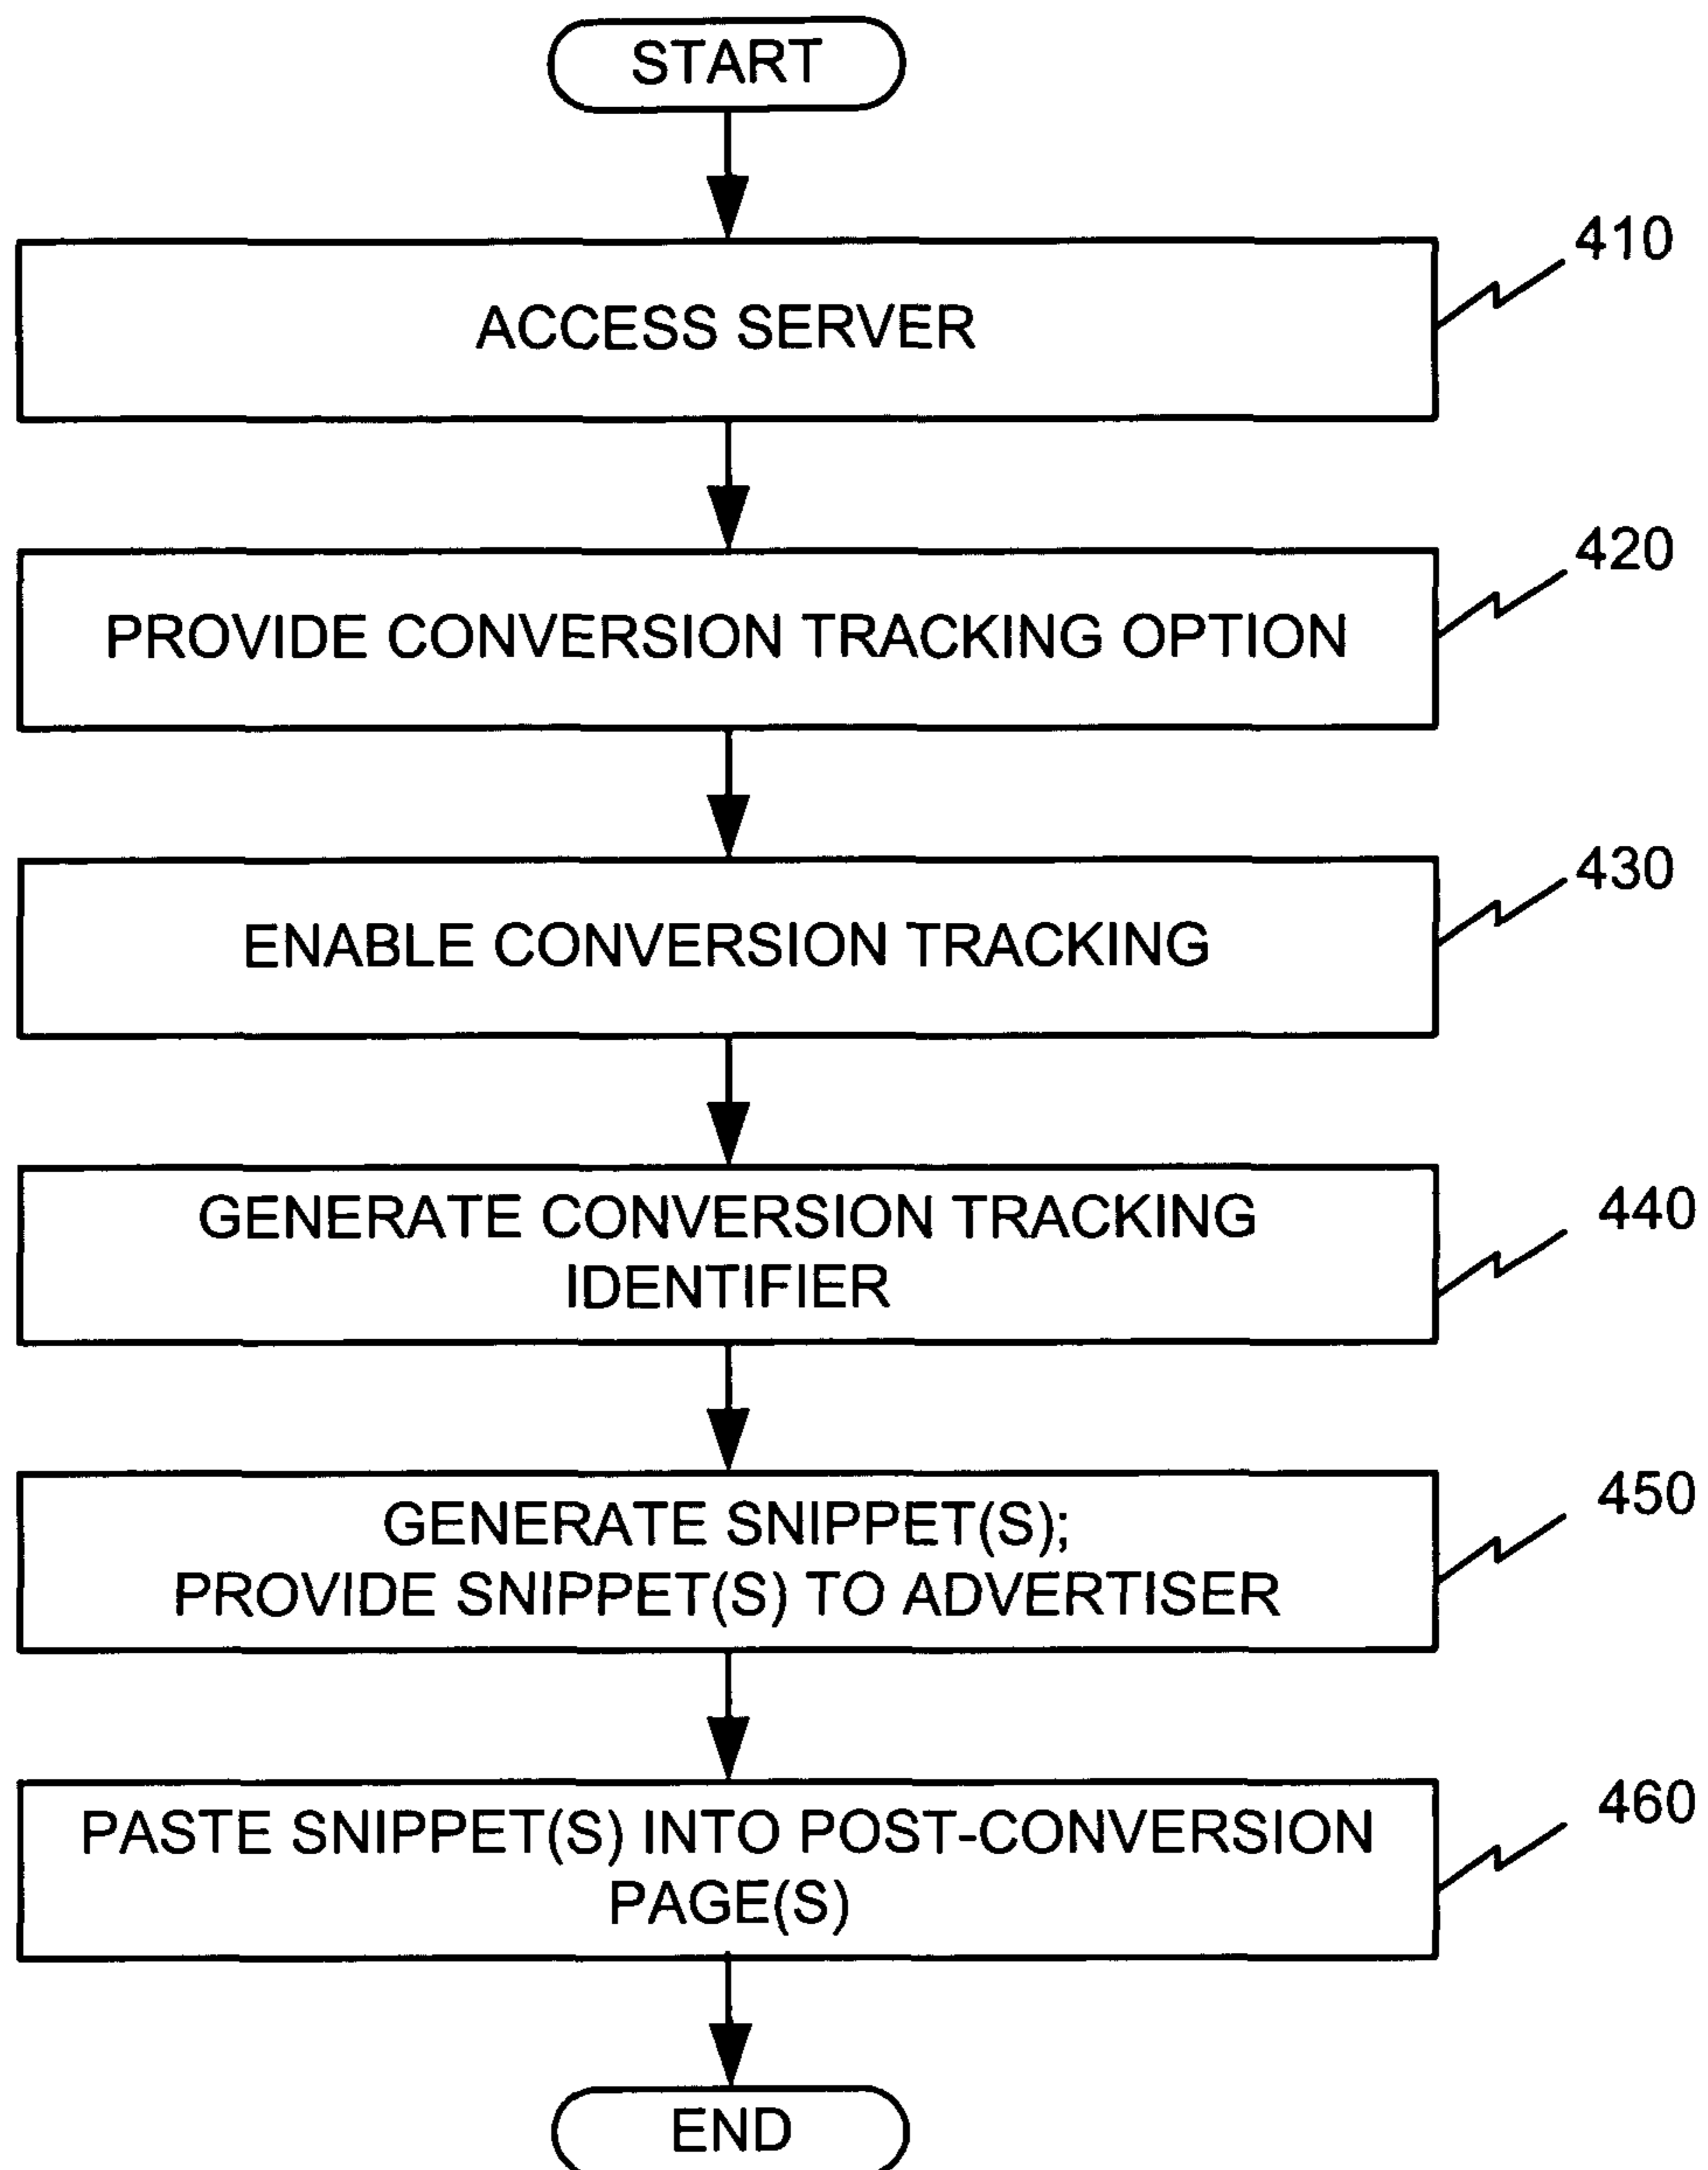 START
ACCESS SERVER
410
PROVIDE CONVERSION TRACKING OPTION
420
ENABLE CONVERSION TRACKING
430
GENERATE CONVERSION TRACKING
IDENTIFIER
440
GENERATE SNIPPET(S);
PROVIDE SNIPPET(S) TO ADVERTISER
450
PASTE SNIPPET(S) INTO POST-CONVERSION
PAGE(S)
460
END